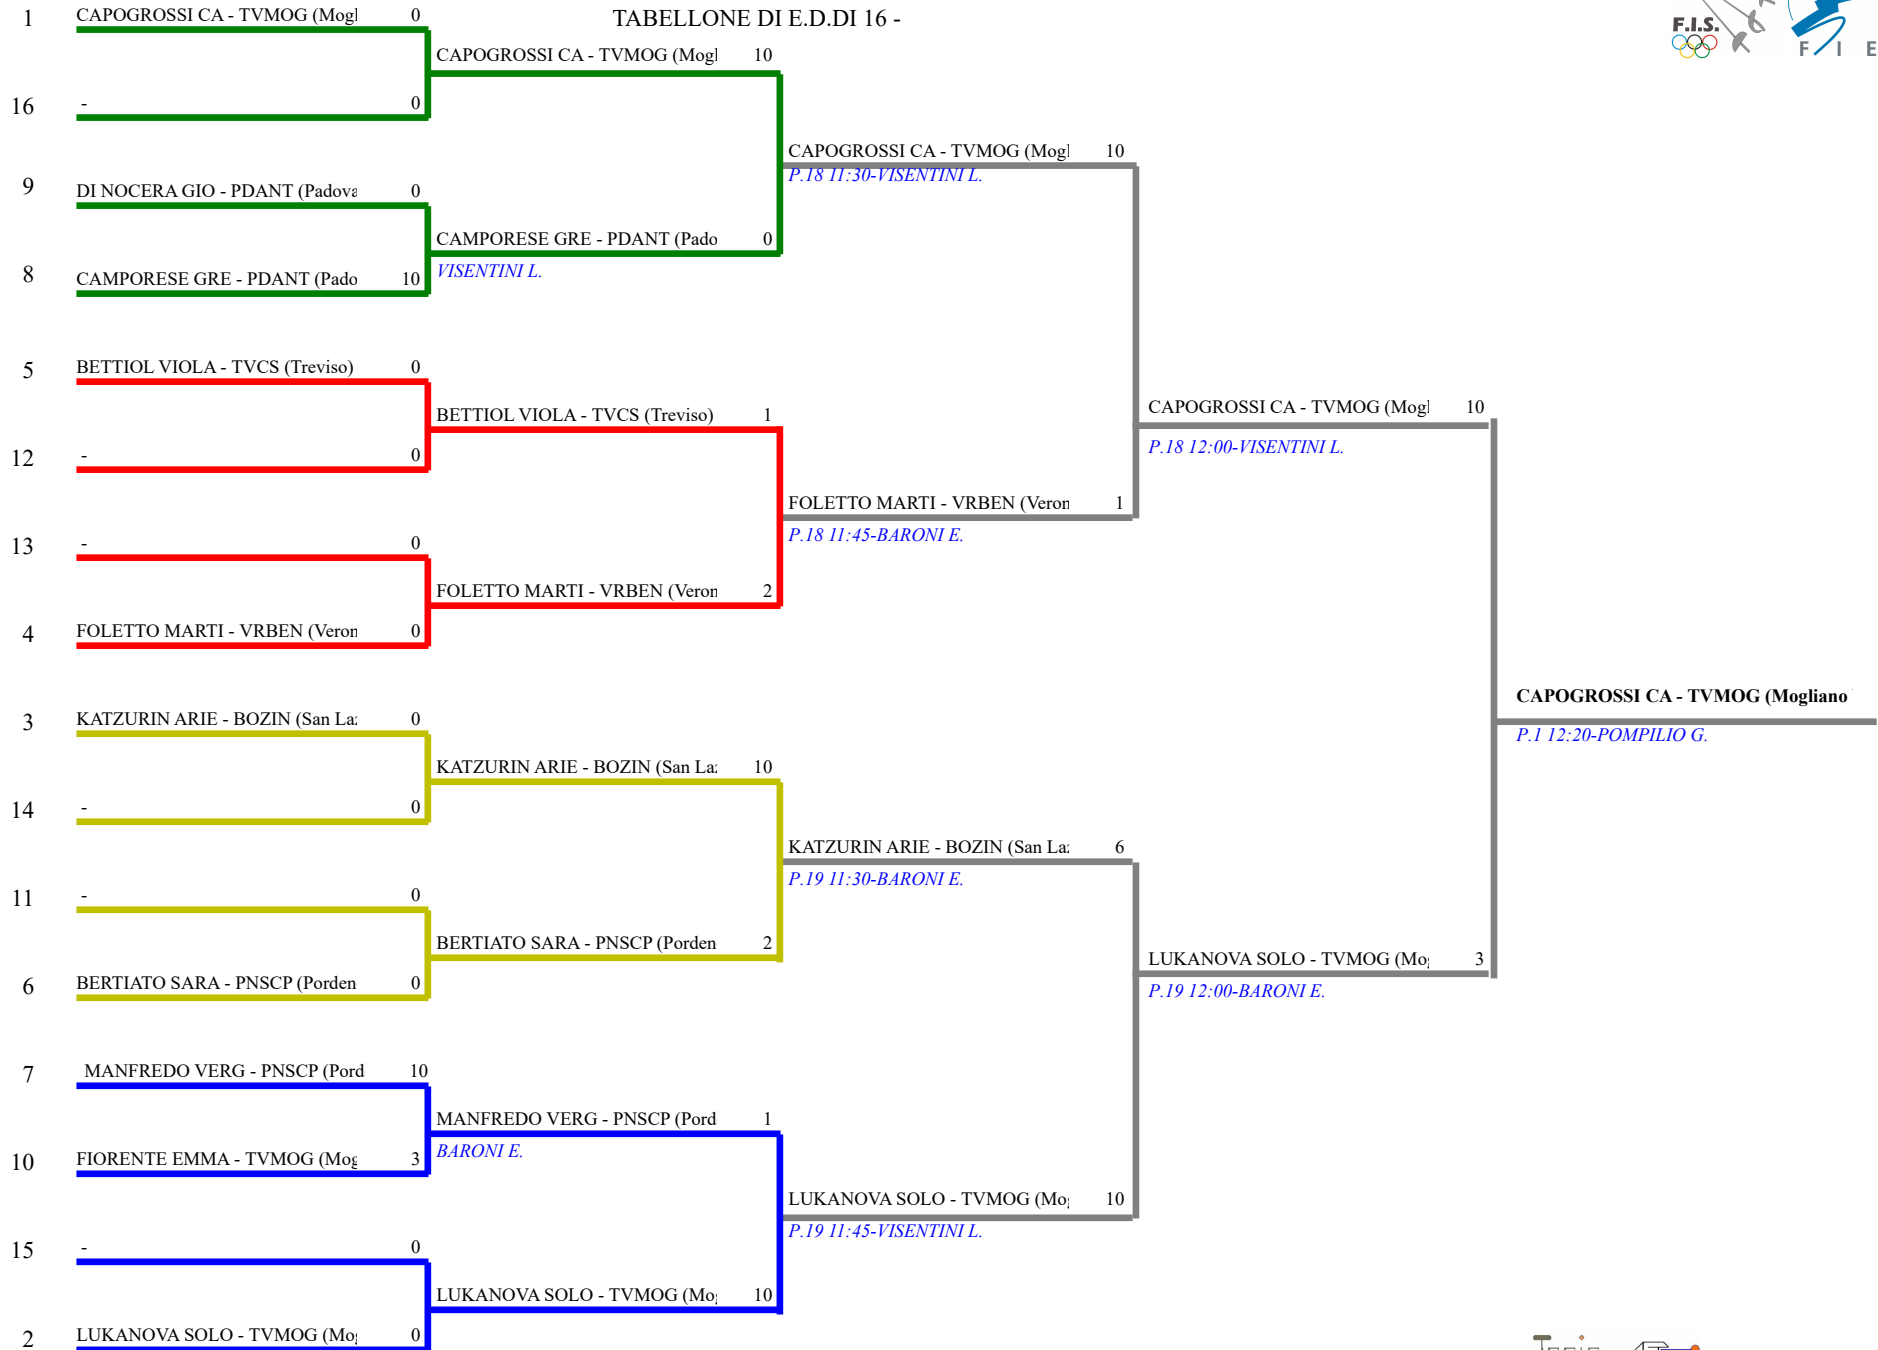 TABELLONE DI E.D.DI 16 -
F.I.S.
F I E
1 CAPOGROSSI CA - TVMOG (Mogl 0
CAPOGROSSI CA - TVMOG (Mogl 10
16 - 0
CAPOGROSSI CA - TVMOG (Mogl 10
P.18 11:30-VISENTINI L.
9 DI NOCERA GIO - PDANT (Padova 0
CAMPORESE GRE - PDANT (Pado 0
VISENTINI L.
8 CAMPORESE GRE - PDANT (Pado 10
5 BETTIOL VIOLA - TVCS (Treviso) 0
BETTIOL VIOLA - TVCS (Treviso) 1
CAPOGROSSI CA - TVMOG (Mogl 10
P.18 12:00-VISENTINI L.
12 - 0
FOLETTO MARTI - VRBEN (Veron 1
P.18 11:45-BARONI E.
13 - 0
FOLETTO MARTI - VRBEN (Veron 2
4 FOLETTO MARTI - VRBEN (Veron 0
CAPOGROSSI CA - TVMOG (Mogliano
P.1 12:20-POMPILIO G.
3 KATZURIN ARIE - BOZIN (San La 0
KATZURIN ARIE - BOZIN (San La 10
14 - 0
KATZURIN ARIE - BOZIN (San La 6
P.19 11:30-BARONI E.
11 - 0
BERTIATO SARA - PNSCP (Porden 2
LUKANOVA SOLO - TVMOG (Mo 3
P.19 12:00-BARONI E.
6 BERTIATO SARA - PNSCP (Porden 0
7 MANFREDO VERG - PNSCP (Pord 10
MANFREDO VERG - PNSCP (Pord 1
BARONI E.
10 FIORENTE EMMA - TVMOG (Mog 3
LUKANOVA SOLO - TVMOG (Mo 10
P.19 11:45-VISENTINI L.
15 - 0
LUKANOVA SOLO - TVMOG (Mo 10
2 LUKANOVA SOLO - TVMOG (Mo 0